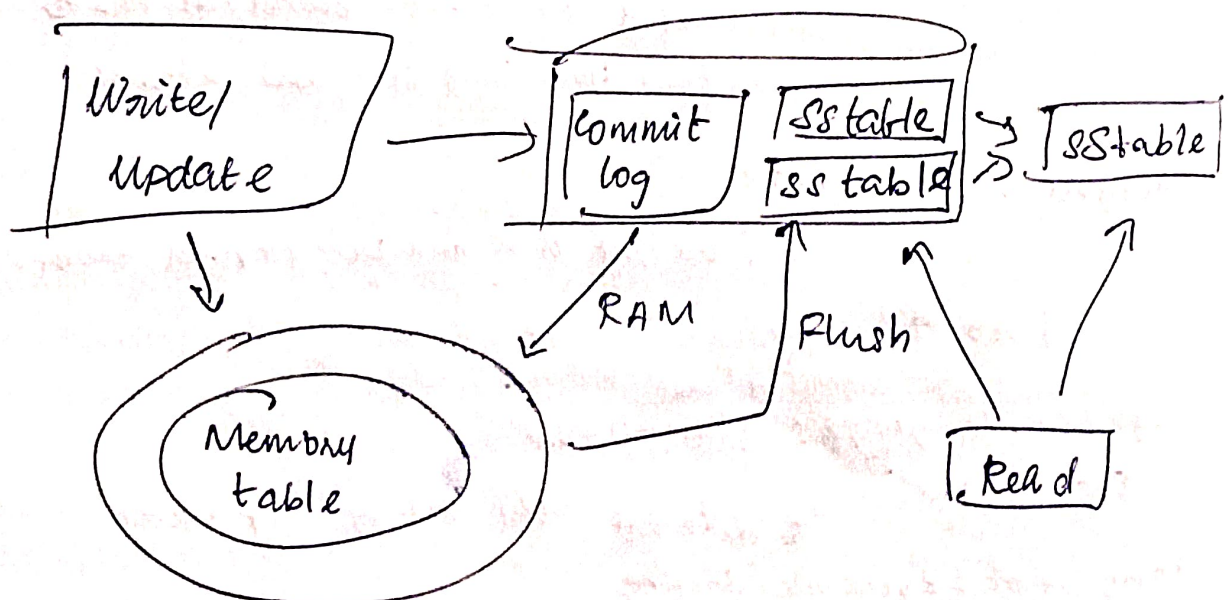 Write/
Update
Commit
log
SStable
SS table
SStable
RAM
Flush
Memory
table
Read